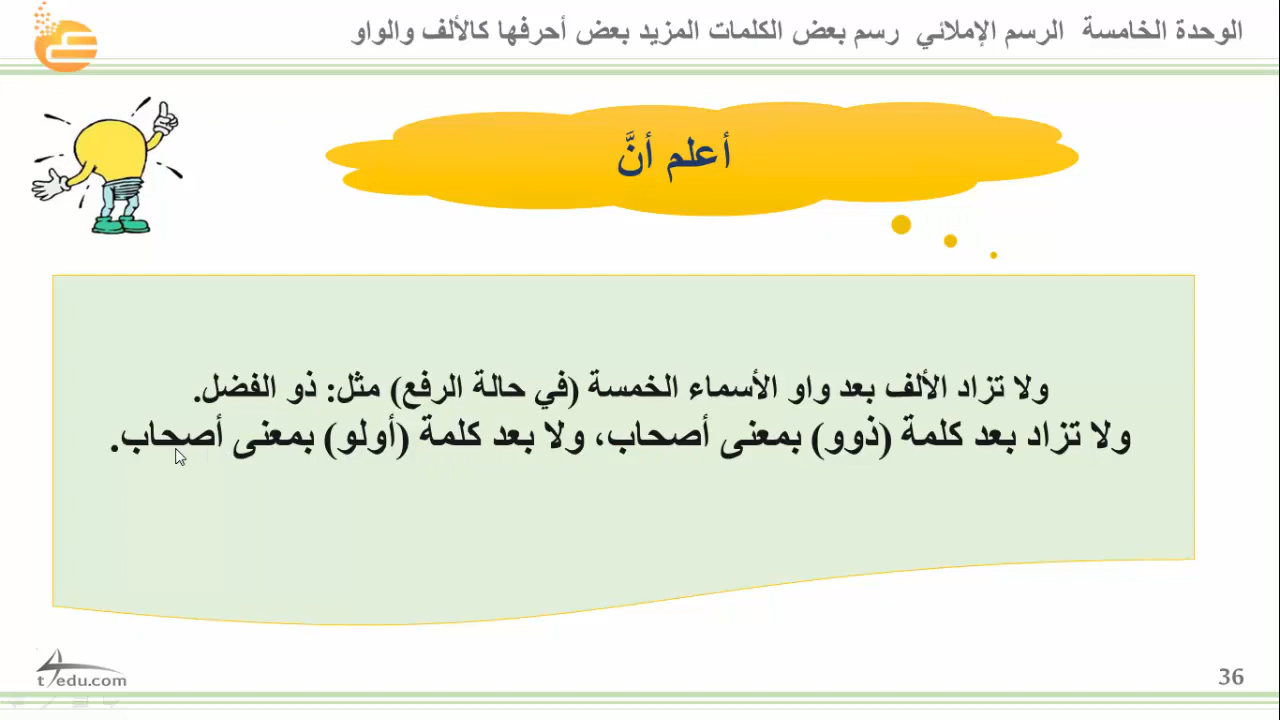 الوحدة الخامسة الرسم الإملائي رسم بعض الكلمات المزيد بعض أحرفها كالألف والواو
أعلم أنَّ
ولا تزاد الألف بعد واو الأسماء الخمسة (في حالة الرفع) مثل: ذو الفضل.
ولا تزاد بعد كلمة (ذوو) بمعنى أصحاب، ولا بعد كلمة (أولو) بمعنى أصحاب.
t4edu.com
36